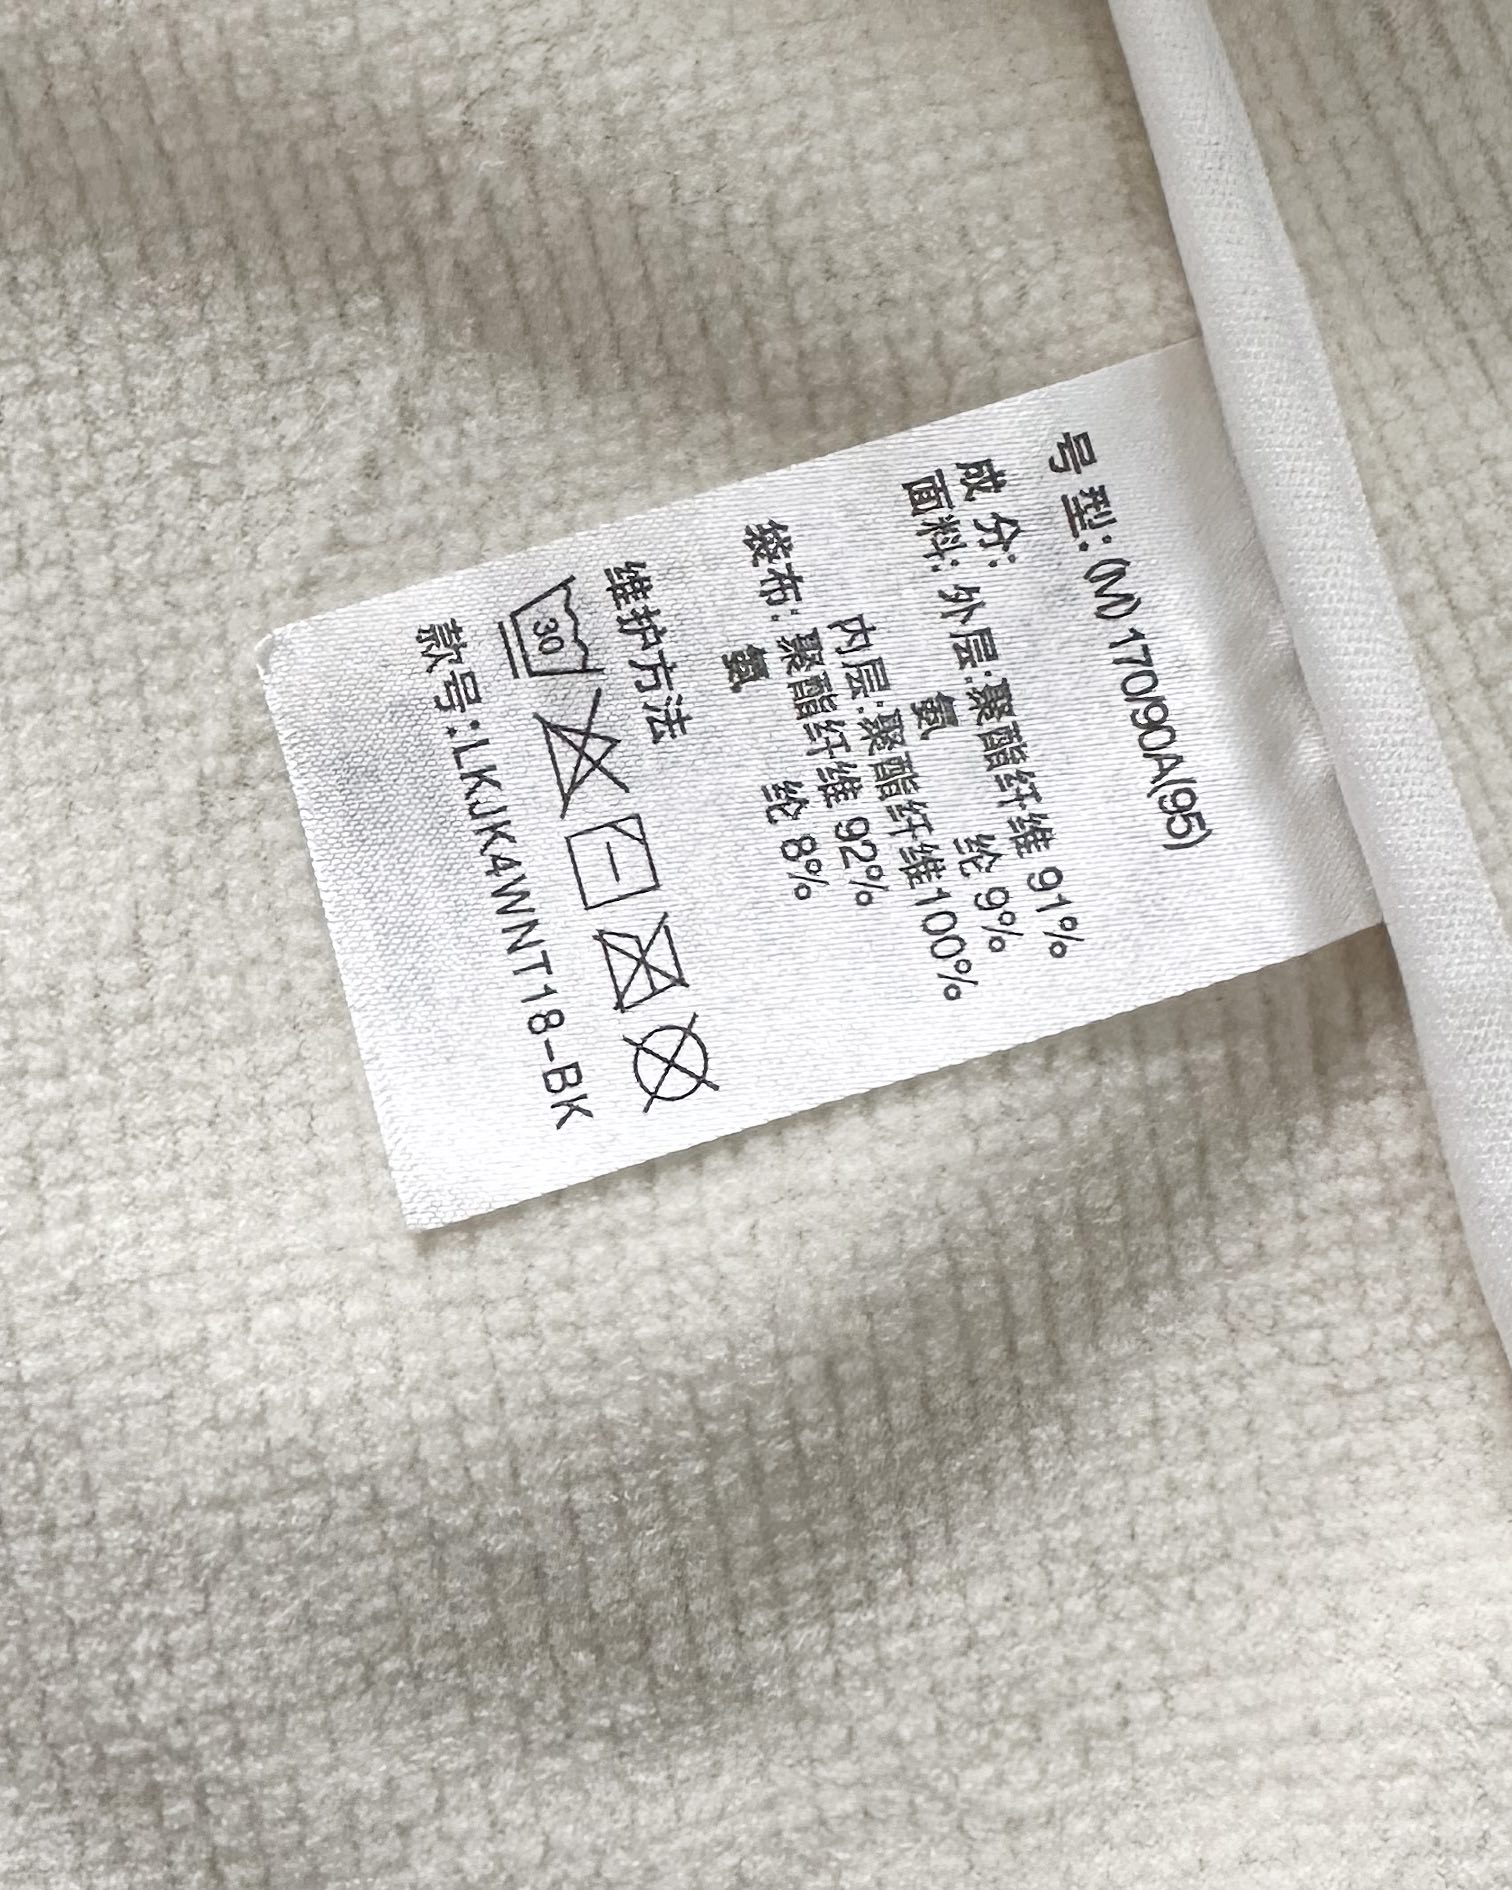 号 型: (M) 170/90A(95)
成 分:
面料: 外层:聚酯纤维 91%
氨 纶 9%
内层:聚酯纤维100%
袋布: 聚酯纤维 92%
氨 纶 8%
维护方法
30
款号:LKJK4WNT18-BK